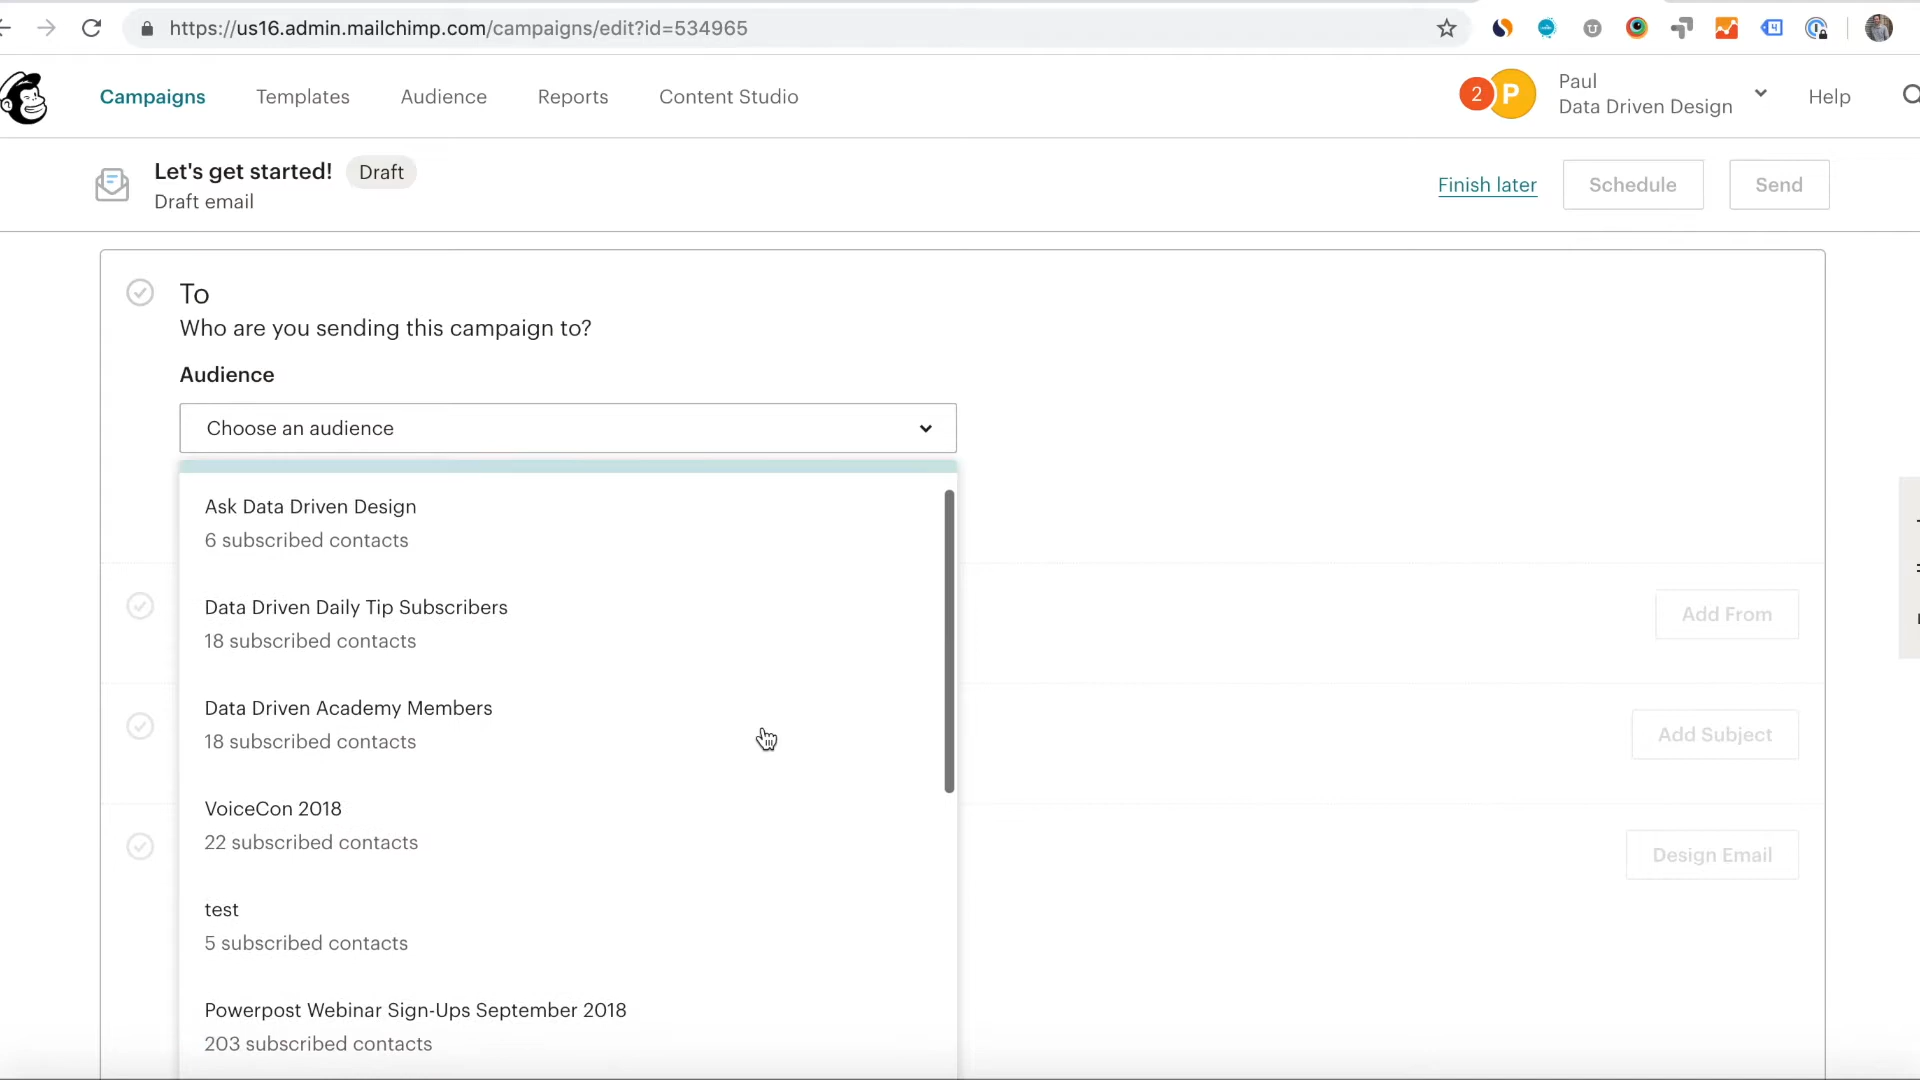 https://us16.admin.mailchimp.com/campaigns/edit?id=534965
Campaigns Templates Audience Reports Content Studio
2 P
Paul
Data Driven Design
Help
Let's get started! Draft
Draft email
Finish later
Schedule
Send
To
Who are you sending this campaign to?
Audience
Choose an audience
Ask Data Driven Design
6 subscribed contacts
Data Driven Daily Tip Subscribers
18 subscribed contacts
Add From
Data Driven Academy Members
18 subscribed contacts
Add Subject
VoiceCon 2018
22 subscribed contacts
Design Email
test
5 subscribed contacts
Powerpost Webinar Sign-Ups September 2018
203 subscribed contacts